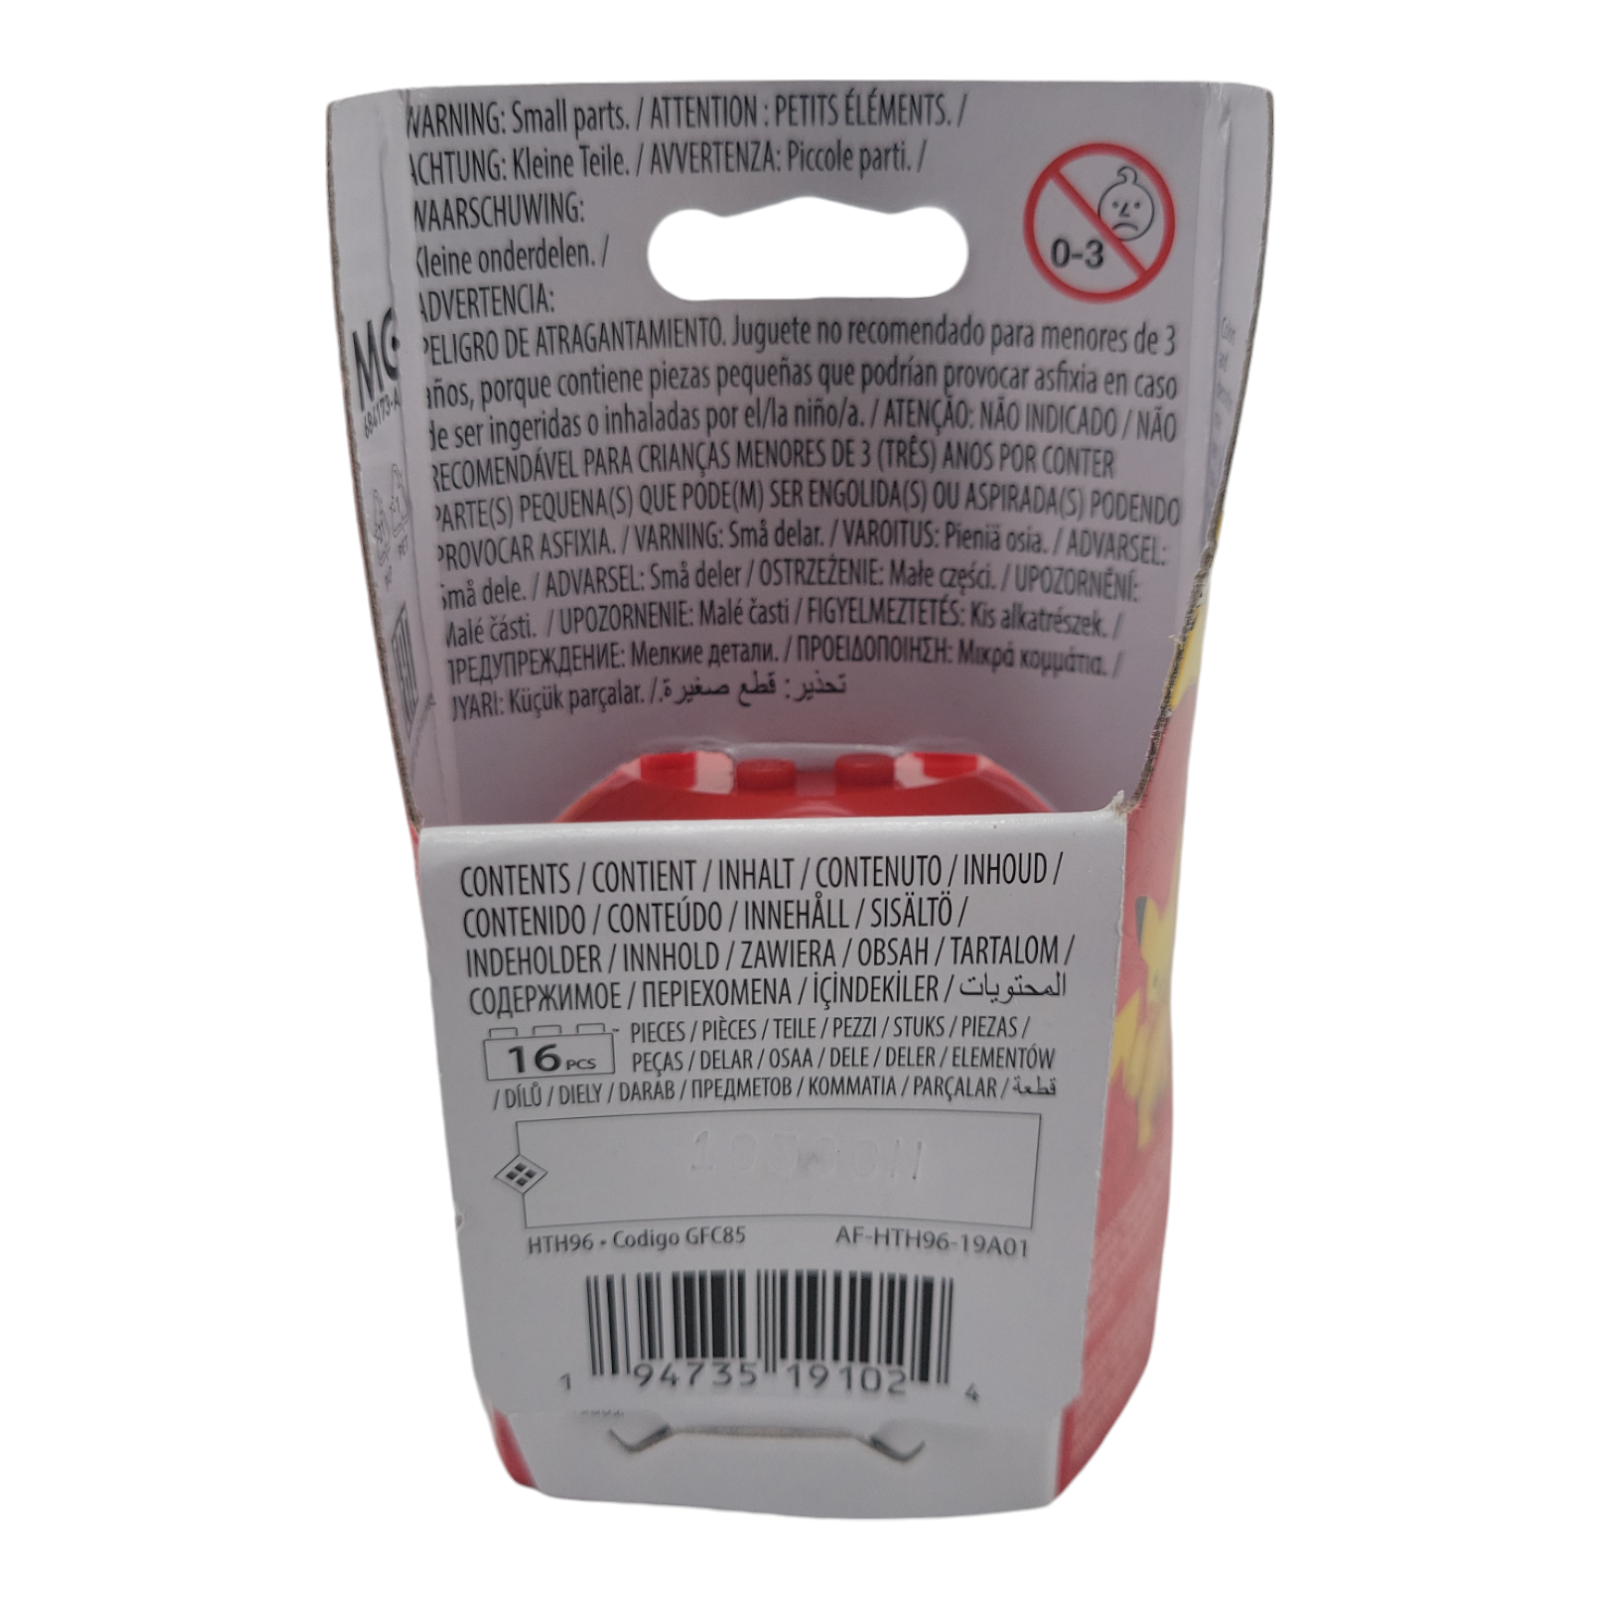 WARNING: Small parts. / ATTENTION : PETITS ÉLÉMENTS. /
ACHTUNG: Kleine Teile. / AVVERTENZA: Piccole parti. /
WAARSCHUWING:
Kleine onderdelen. /
ADVERTENCIA:
0-3
PELIGRO DE ATRAGANTAMIENTO. Juguete no recomendado para menores de 3
años, porque contiene piezas pequeñas que podrían provocar asfixia en caso
de ser ingeridas o inhaladas por el/la niño/a. / ATENÇÃO: NÃO INDICADO / NÃO
RECOMENDÁVEL PARA CRIANÇAS MENORES DE 3 (TRÊS) ANOS POR CONTER
PARTE(S) PEQUENA(S) QUE PODE(M) SER ENGOLIDA(S) OU ASPIRADA(S) PODENDO
PROVOCAR ASFIXIA. / VARNING: Små delar. / VAROITUS: Pieniä osia. / ADVARSEL:
Små dele. / ADVARSEL: Små deler / OSTRZEŻENIE: Małe części. / UPOZORNĚNÍ:
Malé části. / UPOZORNENIE: Malé časti / FIGYELMEZTETÉS: Kis alkatrészek. /
ПРЕДУПРЕЖДЕНИЕ: Мелкие детали. / ΠΡΟΕΙΔΟΠΟΙΗΣΗ: Μικρά κομμάτια. /
UYARI: Küçük parçalar. / تحذير: قطع صغيرة.
CONTENTS / CONTIENT / INHALT / CONTENUTO / INHOUD /
CONTENIDO / CONTEÚDO / INNEHÅLL / SISÄLTÖ /
INDEHOLDER / INNHOLD / ZAWIERA / OBSAH / TARTALOM /
СОДЕРЖИМОЕ / ΠΕΡΙΕΧΟΜΕΝΑ / İÇİNDEKİLER / المحتويات
16 PCS
PIECES / PIÈCES / TEILE / PEZZI / STUKS / PIEZAS /
PEÇAS / DELAR / OSAA / DELE / DELER / ELEMENTÓW
/ DÍLŮ / DIELY / DARAB / ПРЕДМЕТОВ / ΚΟΜΜΑΤΙΑ / PARÇALAR / قطعة
HTH96 • Codigo GFC85 AF-HTH96-19A01
1 94735 19102 4